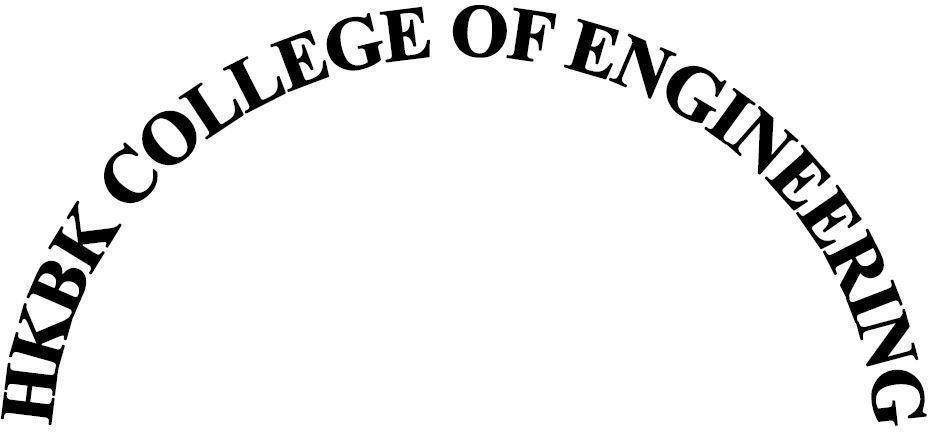 HKBK COLLEGE OF ENGINEERING